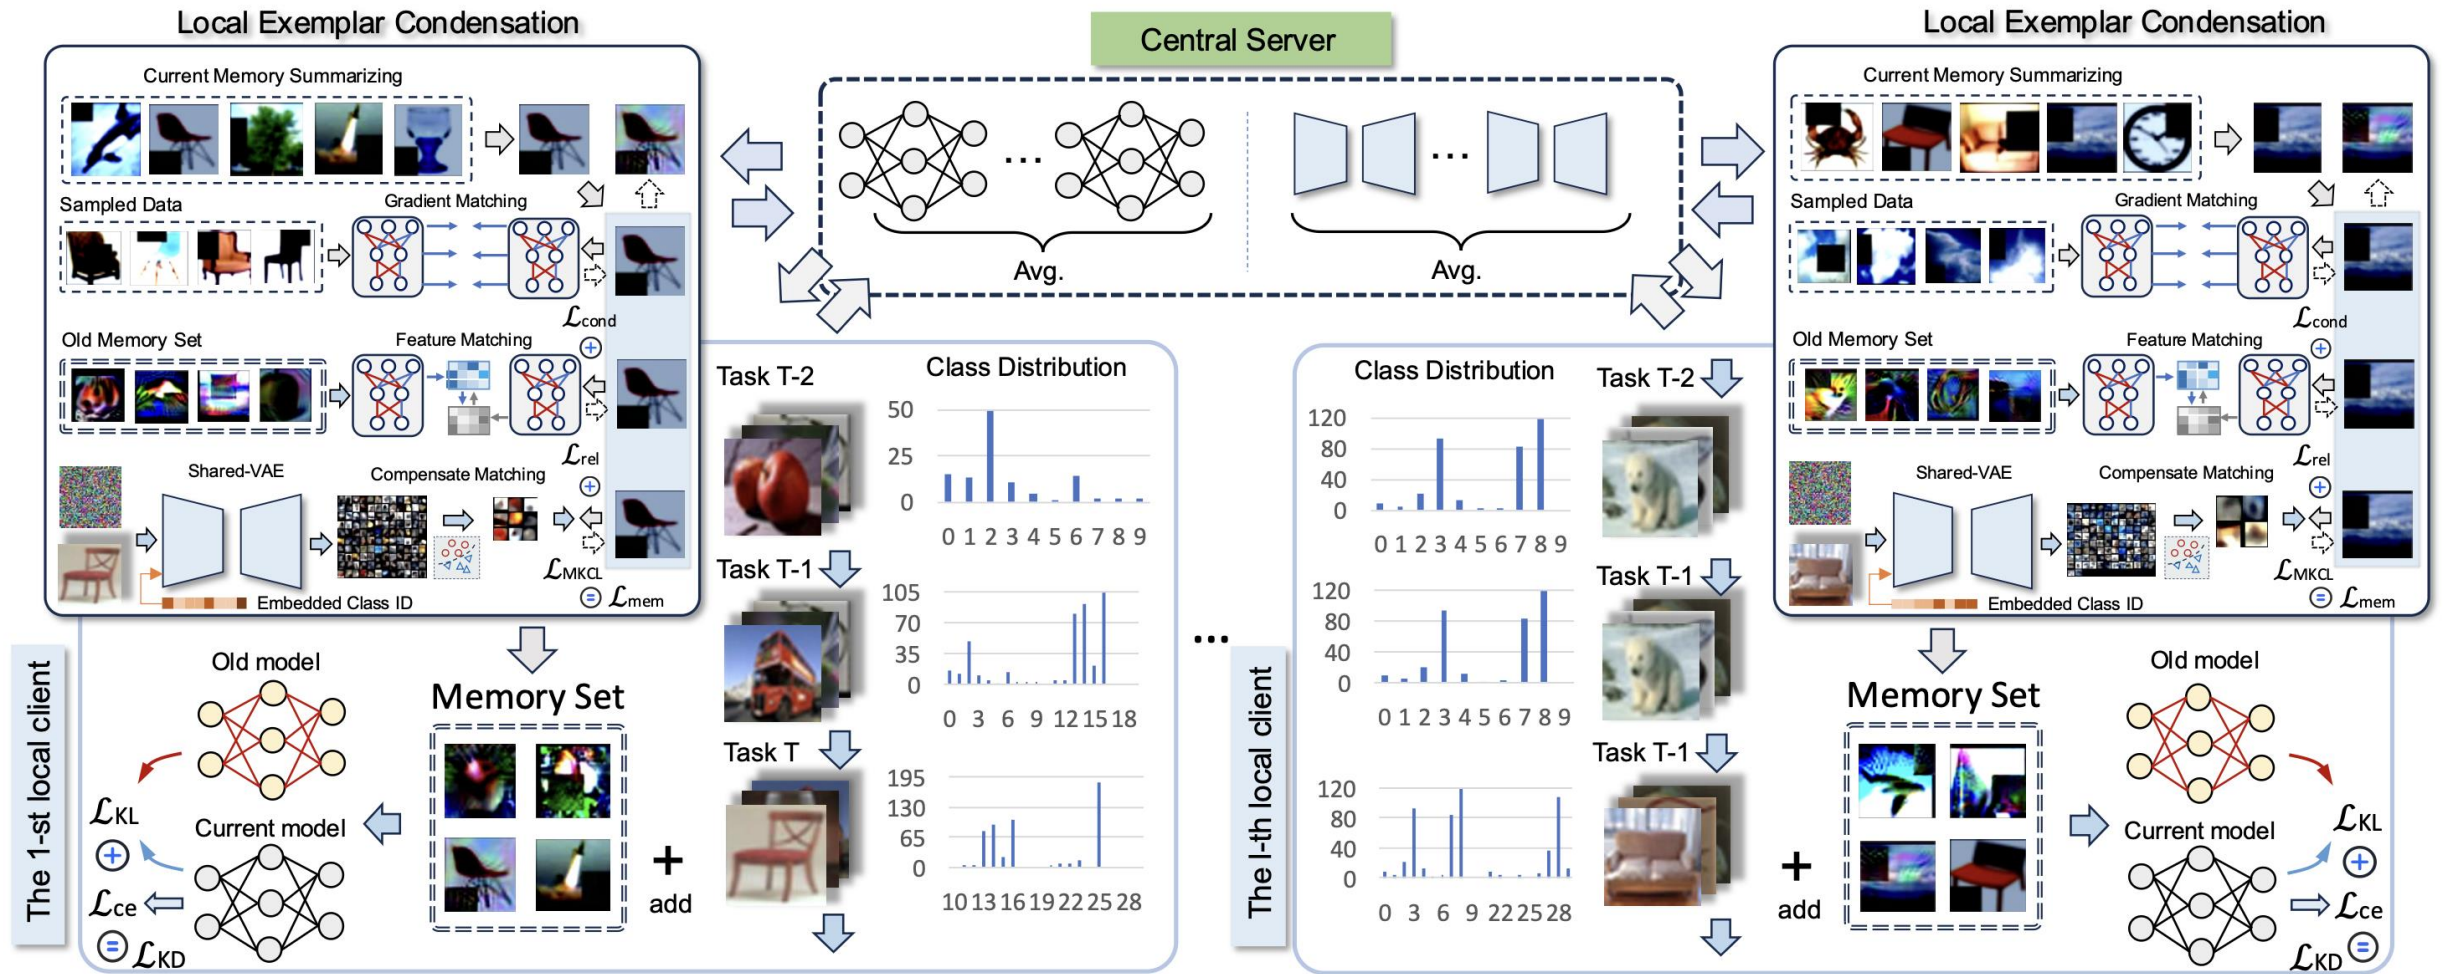 Local Exemplar Condensation
Current Memory Summarizing
Sampled Data
Gradient Matching
ℒcond
Old Memory Set
Feature Matching
ℒrel
Shared-VAE
Compensate Matching
ℒMKCL
Embedded Class ID
ℒmem
Central Server
...
...
Avg.
Avg.
Local Exemplar Condensation
Current Memory Summarizing
Sampled Data
Gradient Matching
ℒcond
Old Memory Set
Feature Matching
ℒrel
Shared-VAE
Compensate Matching
ℒMKCL
Embedded Class ID
ℒmem
The 1-st local client
Old model
ℒKL
+
Current model
ℒce
=
ℒKD
Memory Set
+
add
Task T-2
Class Distribution
50
25
0
0 1 2 3 4 5 6 7 8 9
Task T-1
105
70
35
0
0 3 6 9 12 15 18
Task T
195
130
65
0
10 13 16 19 22 25 28
...
The I-th local client
Class Distribution
Task T-2
120
80
40
0
0 1 2 3 4 5 6 7 8 9
Task T-1
120
80
40
0
0 1 2 3 4 5 6 7 8 9
Task T-1
120
80
40
0
0 3 6 9 22 25 28
+
add
Memory Set
Old model
ℒKL
+
Current model
ℒce
=
ℒKD